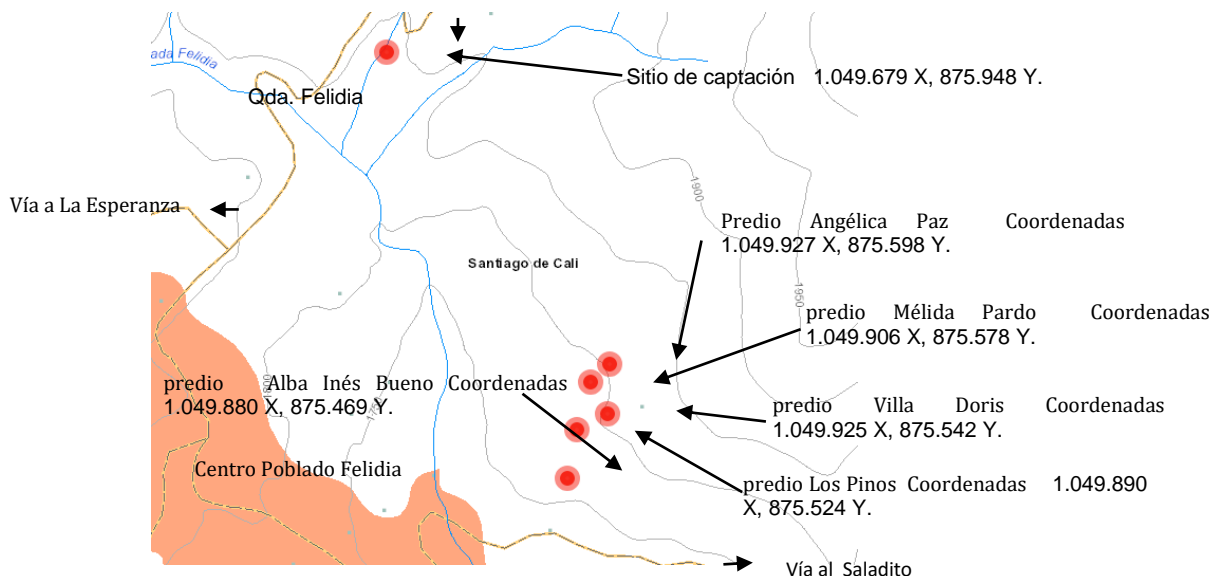 ada Felidia
Sitio de captación 1.049.679 X, 875.948 Y.
Qda. Felidia
1900
Vía a La Esperanza
Predio Angélica Paz Coordenadas
1.049.927 X, 875.598 Y.
Santiago de Cali
1950
predio Mélida Pardo Coordenadas
1.049.906 X, 875.578 Y.
predio Alba Inés Bueno Coordenadas
1.049.880 X, 875.469 Y.
1800
1750
predio Villa Doris Coordenadas
1.049.925 X, 875.542 Y.
Centro Poblado Felidia
predio Los Pinos Coordenadas 1.049.890
X, 875.524 Y.
Vía al Saladito